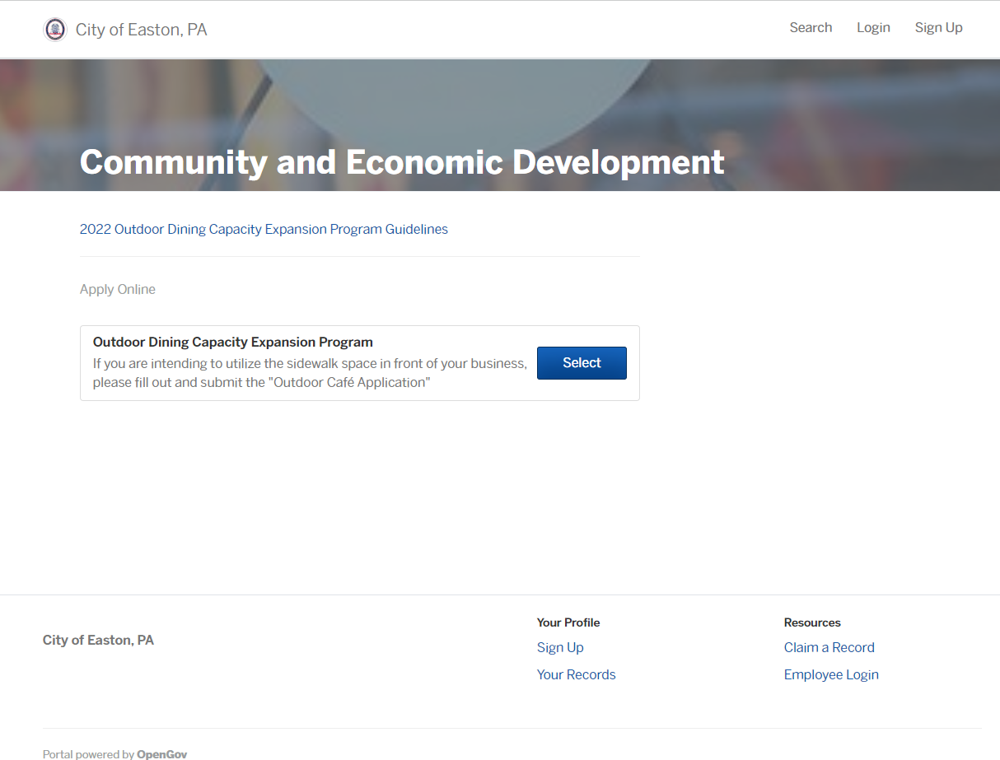 City of Easton, PA
Search
Login
Sign Up
Community and Economic Development
2022 Outdoor Dining Capacity Expansion Program Guidelines
Apply Online
Outdoor Dining Capacity Expansion Program
If you are intending to utilize the sidewalk space in front of your business,
please fill out and submit the "Outdoor Café Application"
Select
City of Easton, PA
Your Profile
Sign Up
Your Records
Resources
Claim a Record
Employee Login
Portal powered by OpenGov